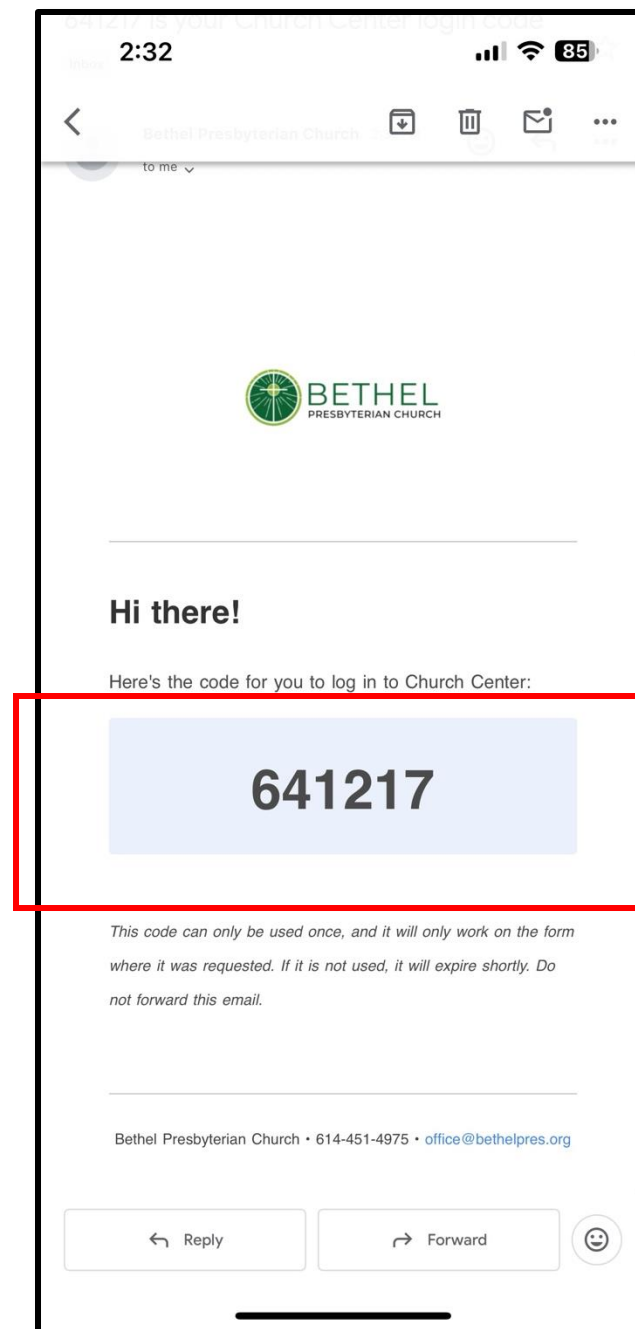 641217 is your Church Center login code
2:32
85
Inbox
Bethel Presbyterian Church
to me
BETHEL
PRESBYTERIAN CHURCH
Hi there!
Here's the code for you to log in to Church Center:
641217
This code can only be used once, and it will only work on the form
where it was requested. If it is not used, it will expire shortly. Do
not forward this email.
Bethel Presbyterian Church • 614-451-4975 • office@bethelpres.org
Reply
Forward